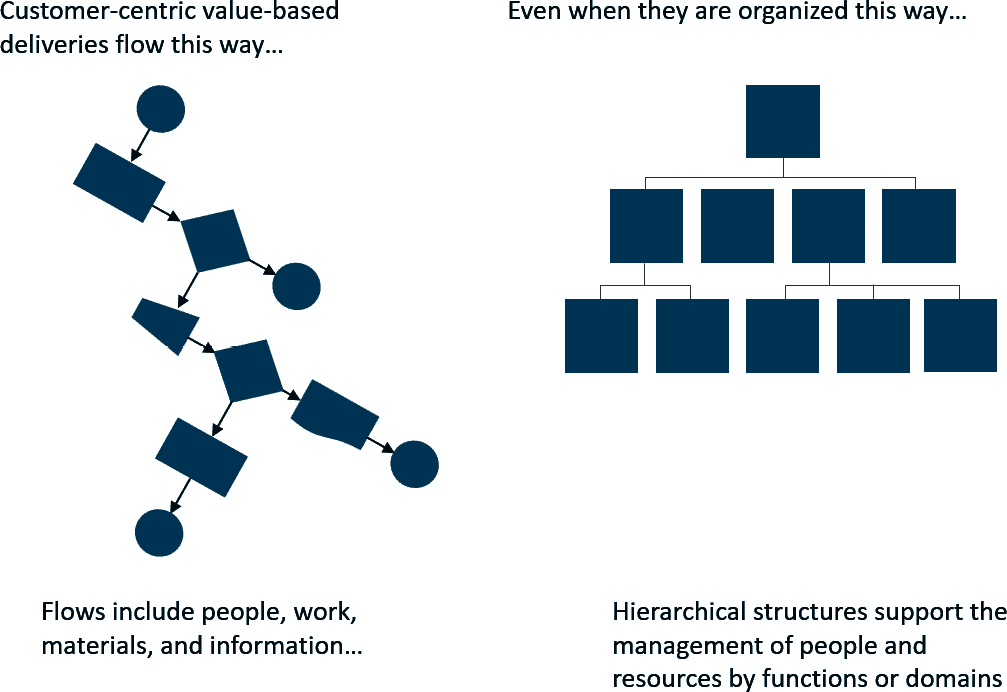 Customer-centric value-based
deliveries flow this way…
Even when they are organized this way…
Flows include people, work,
materials, and information…
Hierarchical structures support the
management of people and
resources by functions or domains